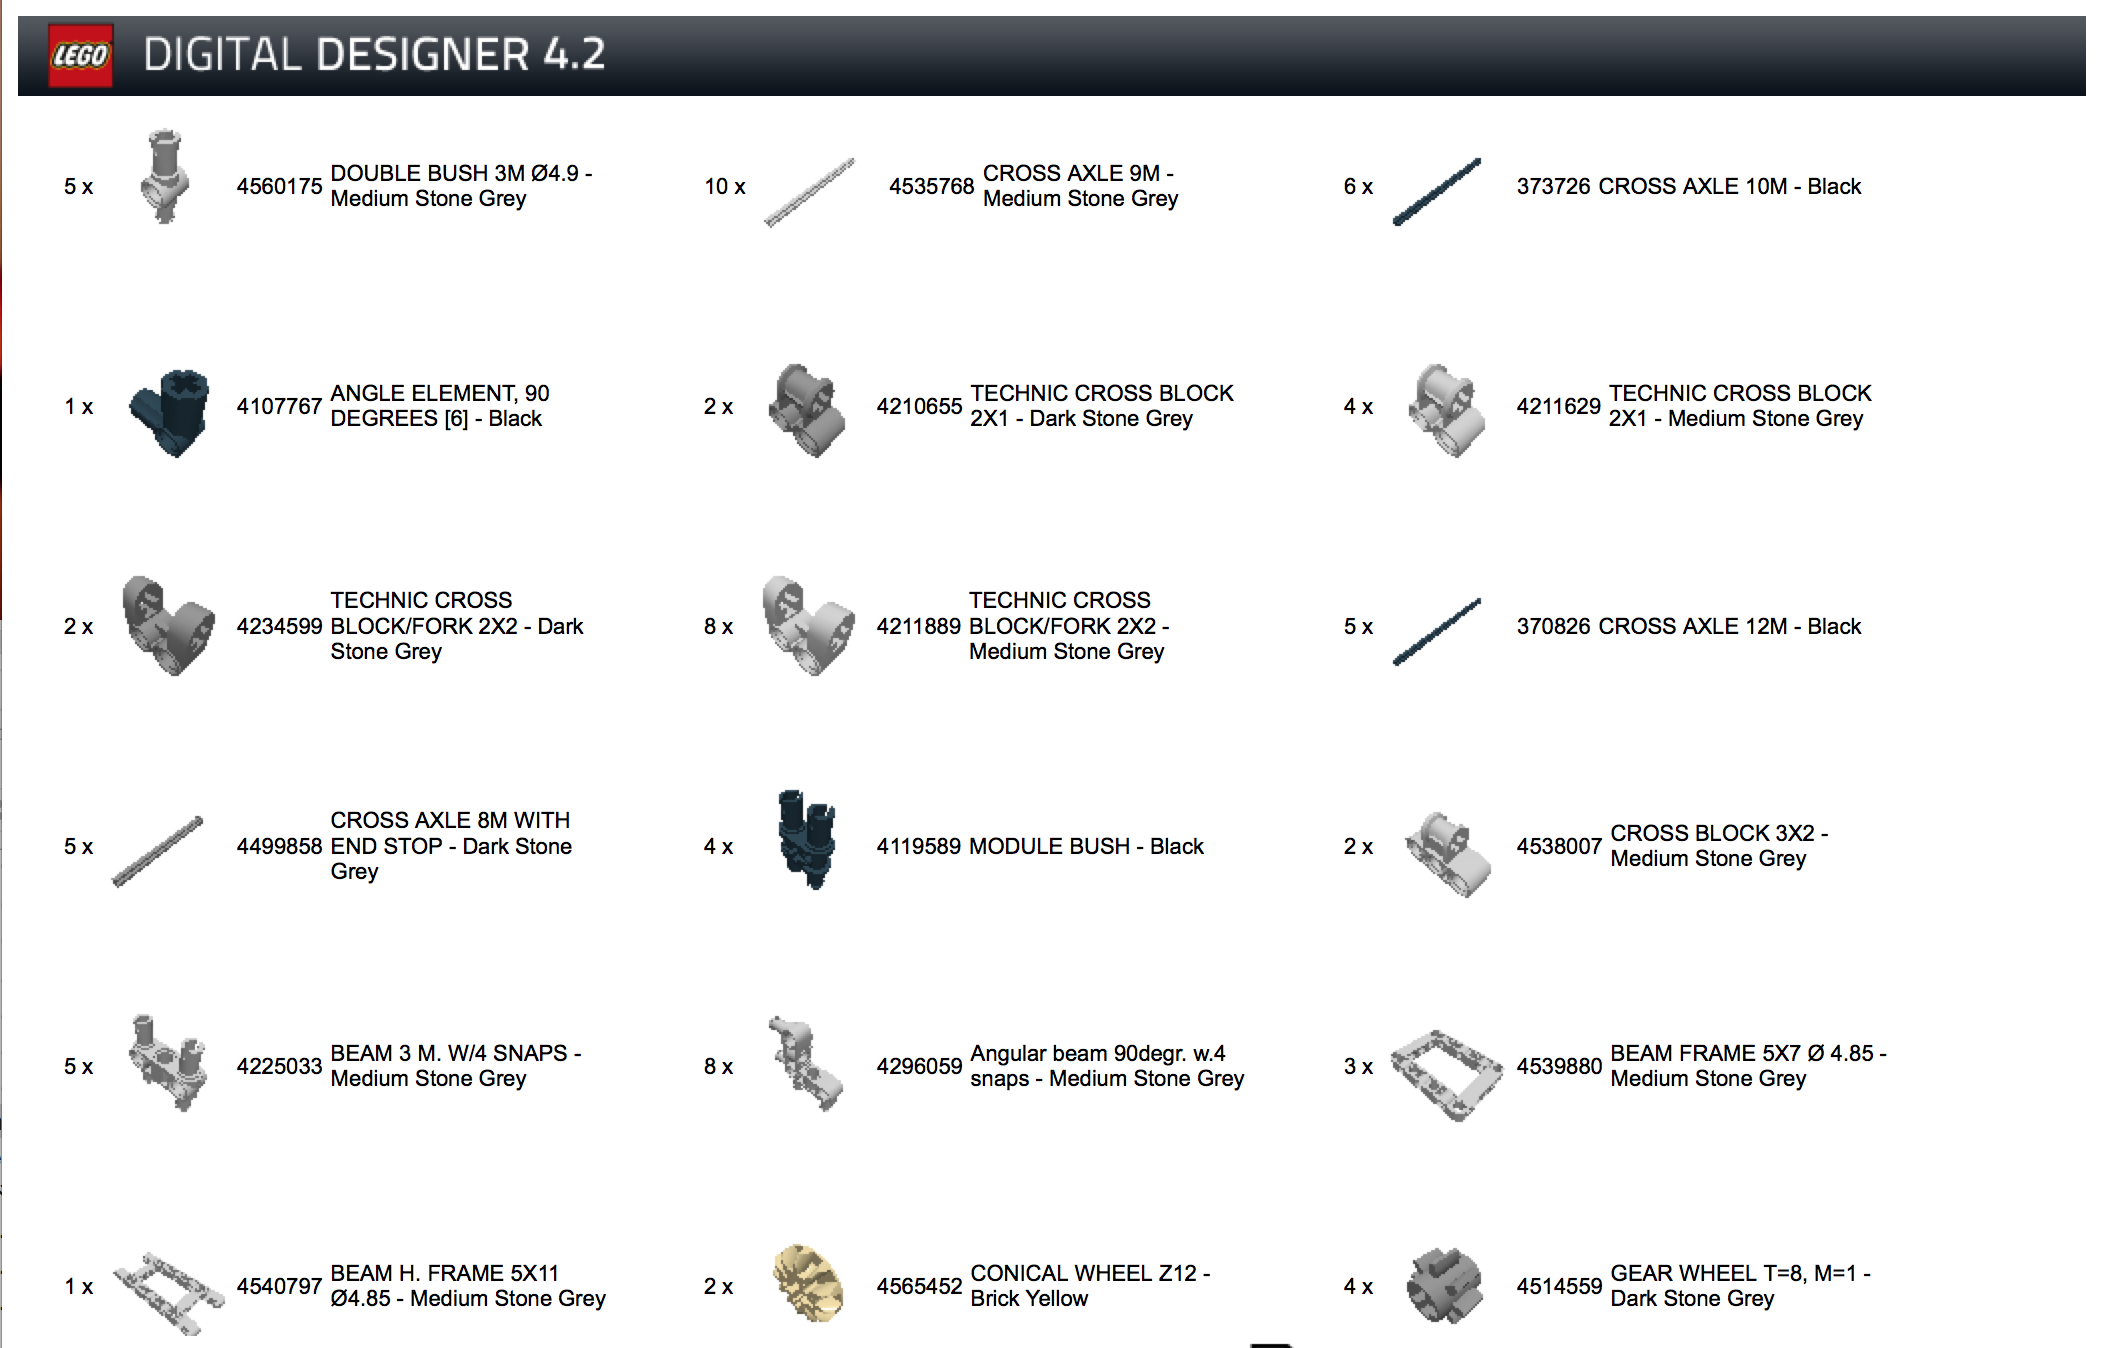 LEGO DIGITAL DESIGNER 4.2
5 x 4560175 DOUBLE BUSH 3M Ø4.9 -
Medium Stone Grey
10 x 4535768 CROSS AXLE 9M -
Medium Stone Grey
6 x 373726 CROSS AXLE 10M - Black
1 x 4107767 ANGLE ELEMENT, 90
DEGREES [6] - Black
2 x 4210655 TECHNIC CROSS BLOCK
2X1 - Dark Stone Grey
4 x 4211629 TECHNIC CROSS BLOCK
2X1 - Medium Stone Grey
2 x 4234599 TECHNIC CROSS
BLOCK/FORK 2X2 - Dark
Stone Grey
8 x 4211889 TECHNIC CROSS
BLOCK/FORK 2X2 -
Medium Stone Grey
5 x 370826 CROSS AXLE 12M - Black
5 x 4499858 CROSS AXLE 8M WITH
END STOP - Dark Stone
Grey
4 x 4119589 MODULE BUSH - Black
2 x 4538007 CROSS BLOCK 3X2 -
Medium Stone Grey
5 x 4225033 BEAM 3 M. W/4 SNAPS -
Medium Stone Grey
8 x 4296059 Angular beam 90degr. w.4
snaps - Medium Stone Grey
3 x 4539880 BEAM FRAME 5X7 Ø 4.85 -
Medium Stone Grey
1 x 4540797 BEAM H. FRAME 5X11
Ø4.85 - Medium Stone Grey
2 x 4565452 CONICAL WHEEL Z12 -
Brick Yellow
4 x 4514559 GEAR WHEEL T=8, M=1 -
Dark Stone Grey